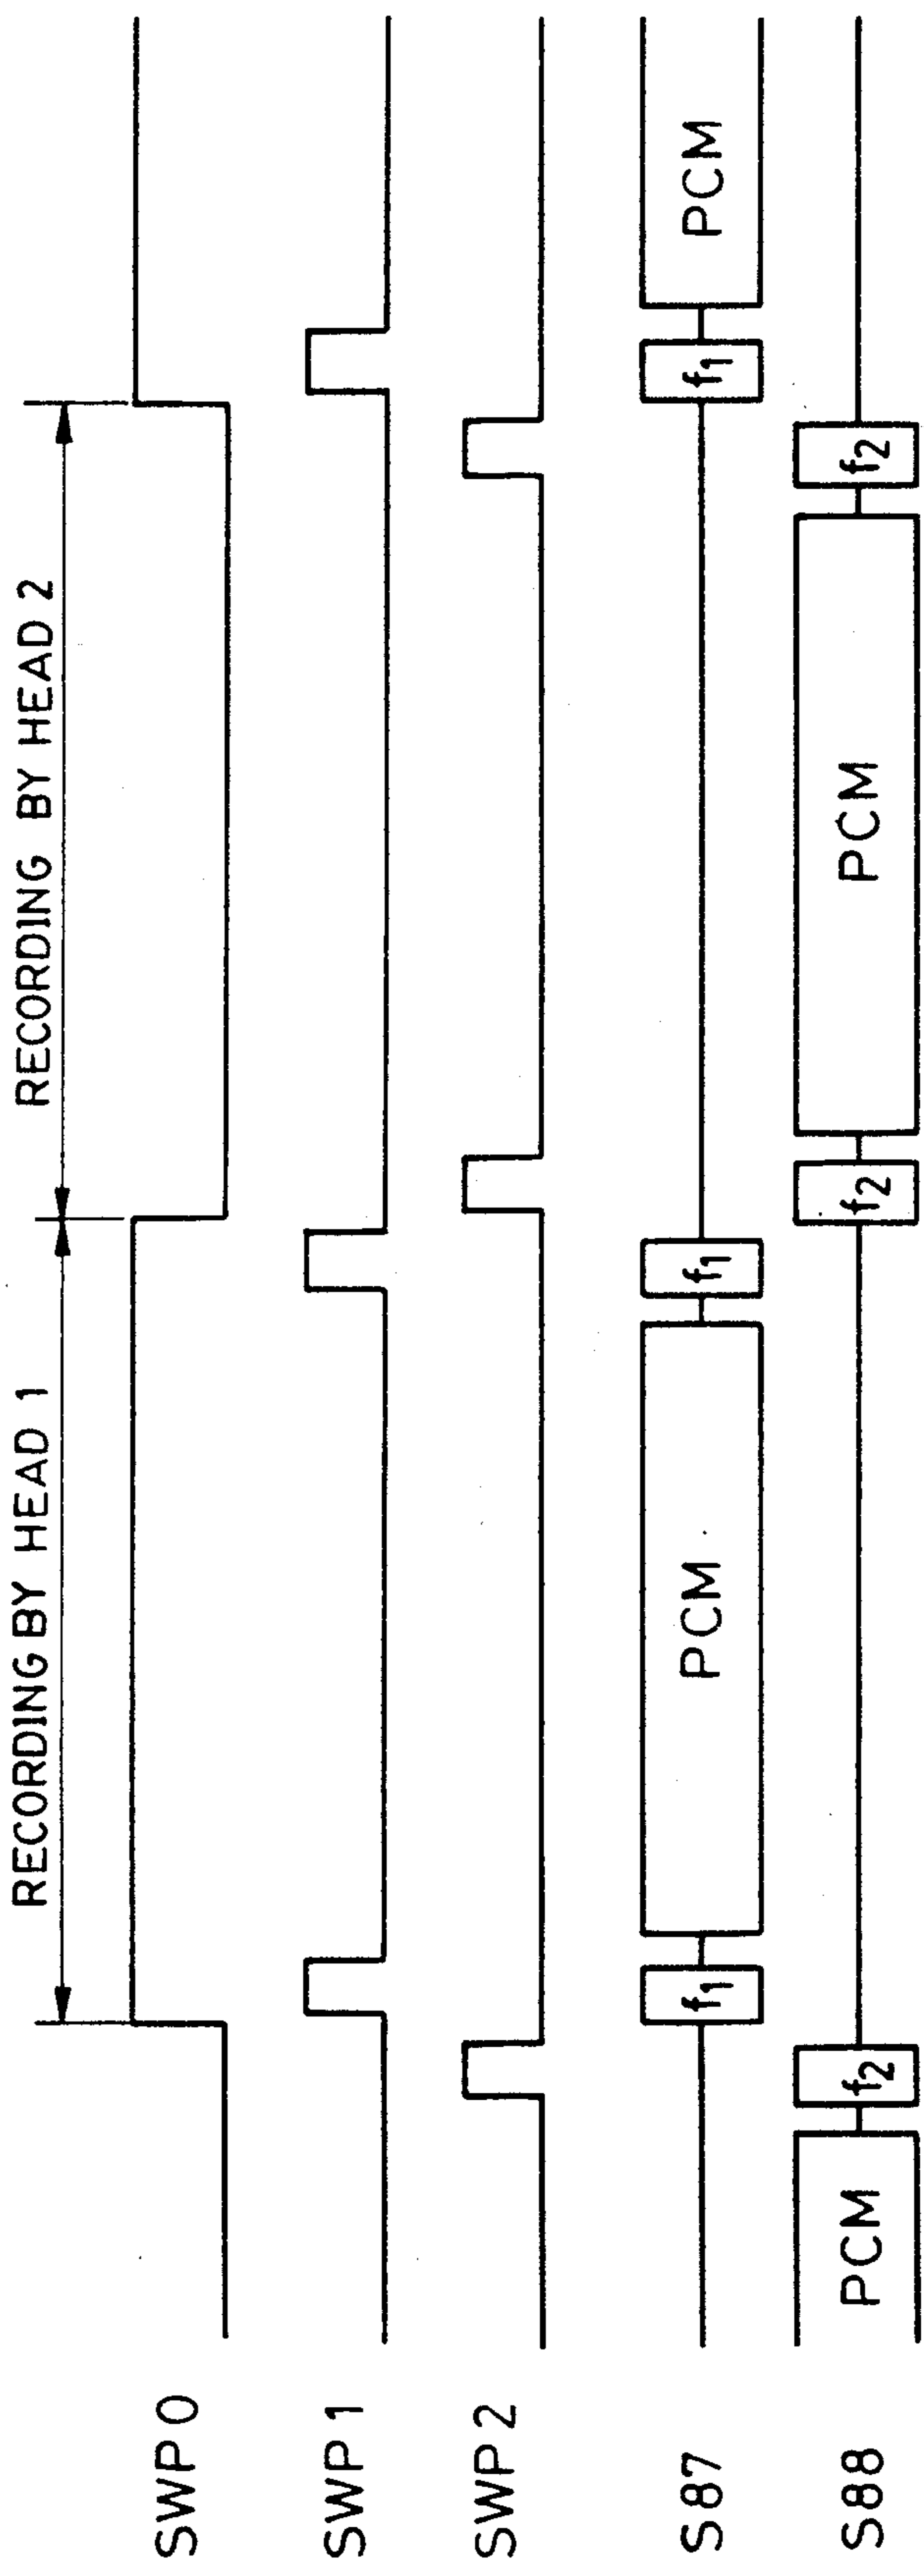 RECORDING BY HEAD 1
RECORDING BY HEAD 2
SWP 0
SWP 1
SWP 2
S87
f1
PCM
f1
f1
PCM
S88
PCM
f2
f2
PCM
f2